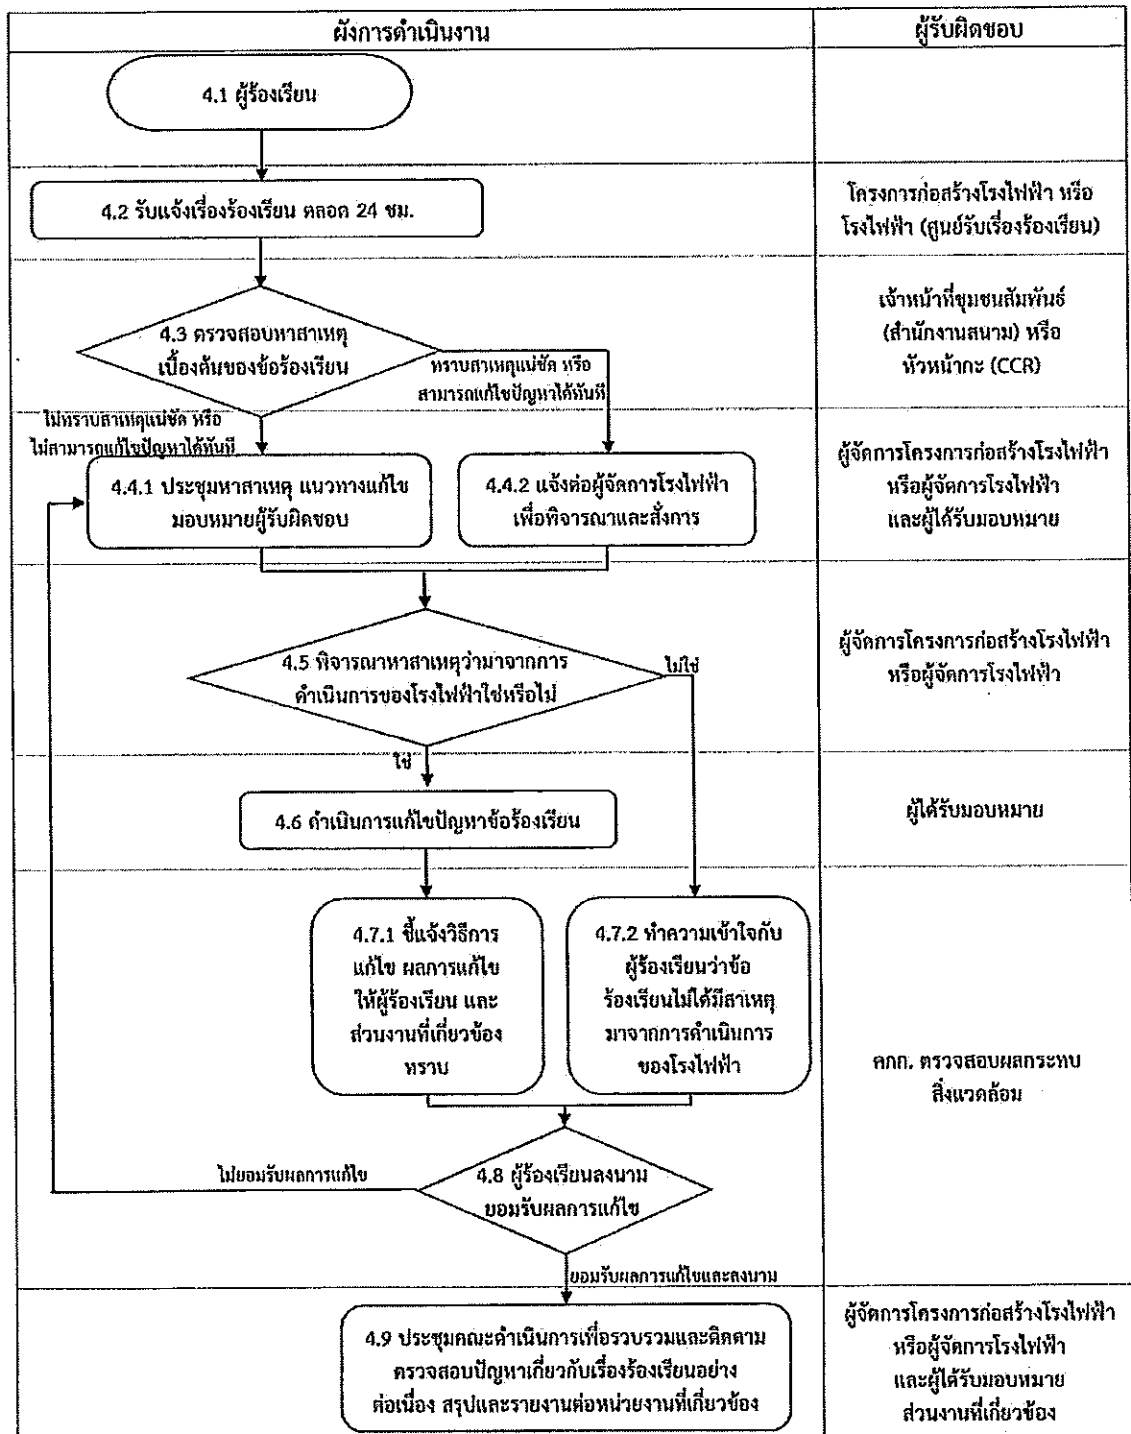 ผังการดำเนินงาน
ผู้รับผิดชอบ
4.1 ผู้ร้องเรียน
4.2 รับแจ้งเรื่องร้องเรียน ตลอด 24 ชม.
โครงการก่อสร้างโรงไฟฟ้า หรือ
โรงไฟฟ้า (ศูนย์รับเรื่องร้องเรียน)
4.3 ตรวจสอบหาสาเหตุ
เบื้องต้นของข้อร้องเรียน
เจ้าหน้าที่ชุมชนสัมพันธ์
(สำนักงานสนาม) หรือ
หัวหน้ากะ (CCR)
ทราบสาเหตุแน่ชัด หรือ
สามารถแก้ไขปัญหาได้ทันที
ไม่ทราบสาเหตุแน่ชัด หรือ
ไม่สามารถแก้ไขปัญหาได้ทันที
4.4.1 ประชุมหาสาเหตุ แนวทางแก้ไข
มอบหมายผู้รับผิดชอบ
4.4.2 แจ้งต่อผู้จัดการโรงไฟฟ้า
เพื่อพิจารณาและสั่งการ
ผู้จัดการโครงการก่อสร้างโรงไฟฟ้า
หรือผู้จัดการโรงไฟฟ้า
และผู้ได้รับมอบหมาย
4.5 พิจารณาหาสาเหตุว่ามาจากการ
ดำเนินการของโรงไฟฟ้าใช่หรือไม่
ไม่ใช่
ผู้จัดการโครงการก่อสร้างโรงไฟฟ้า
หรือผู้จัดการโรงไฟฟ้า
ใช่
4.6 ดำเนินการแก้ไขปัญหาข้อร้องเรียน
ผู้ได้รับมอบหมาย
4.7.1 ชี้แจงวิธีการ
แก้ไข ผลการแก้ไข
ให้ผู้ร้องเรียน และ
ส่วนงานที่เกี่ยวข้อง
ทราบ
4.7.2 ทำความเข้าใจกับ
ผู้ร้องเรียนว่าข้อ
ร้องเรียนไม่ได้มีสาเหตุ
มาจากการดำเนินการ
ของโรงไฟฟ้า
คกก. ตรวจสอบผลกระทบ
สิ่งแวดล้อม
ไม่ยอมรับผลการแก้ไข
4.8 ผู้ร้องเรียนลงนาม
ยอมรับผลการแก้ไข
ยอมรับผลการแก้ไขและลงนาม
4.9 ประชุมคณะดำเนินการเพื่อรวบรวมและติดตาม
ตรวจสอบปัญหาเกี่ยวกับเรื่องร้องเรียนอย่าง
ต่อเนื่อง สรุปและรายงานต่อหน่วยงานที่เกี่ยวข้อง
ผู้จัดการโครงการก่อสร้างโรงไฟฟ้า
หรือผู้จัดการโรงไฟฟ้า
และผู้ได้รับมอบหมาย
ส่วนงานที่เกี่ยวข้อง